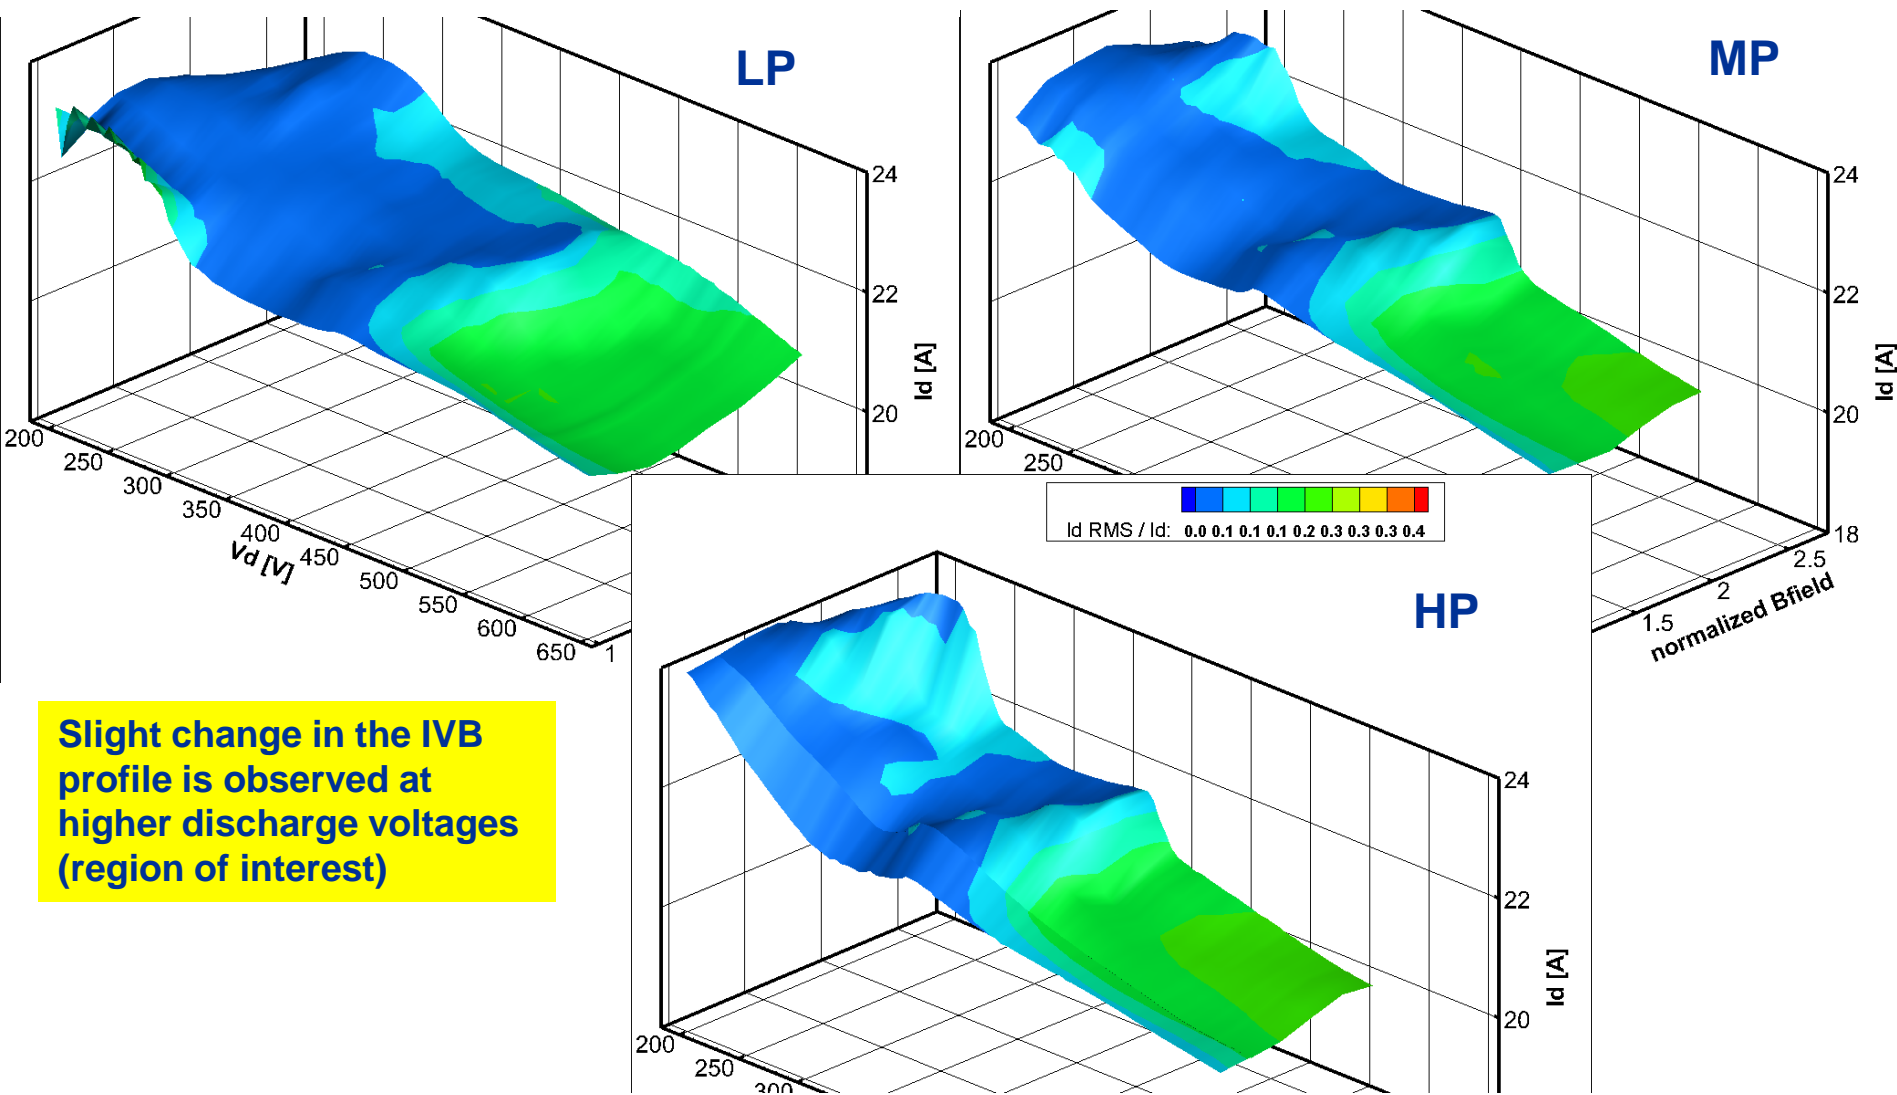 LP
24
22
20
Id [A]
200
250
300
350
400
450
500
550
600
650
1
Vd [V]
MP
24
22
20
18
Id [A]
200
250
1.5
2
2.5
normalized Bfield
Id RMS / Id: 0.0 0.1 0.1 0.1 0.2 0.3 0.3 0.3 0.4
HP
24
22
20
Id [A]
200
250
300
Slight change in the IVB
profile is observed at
higher discharge voltages
(region of interest)